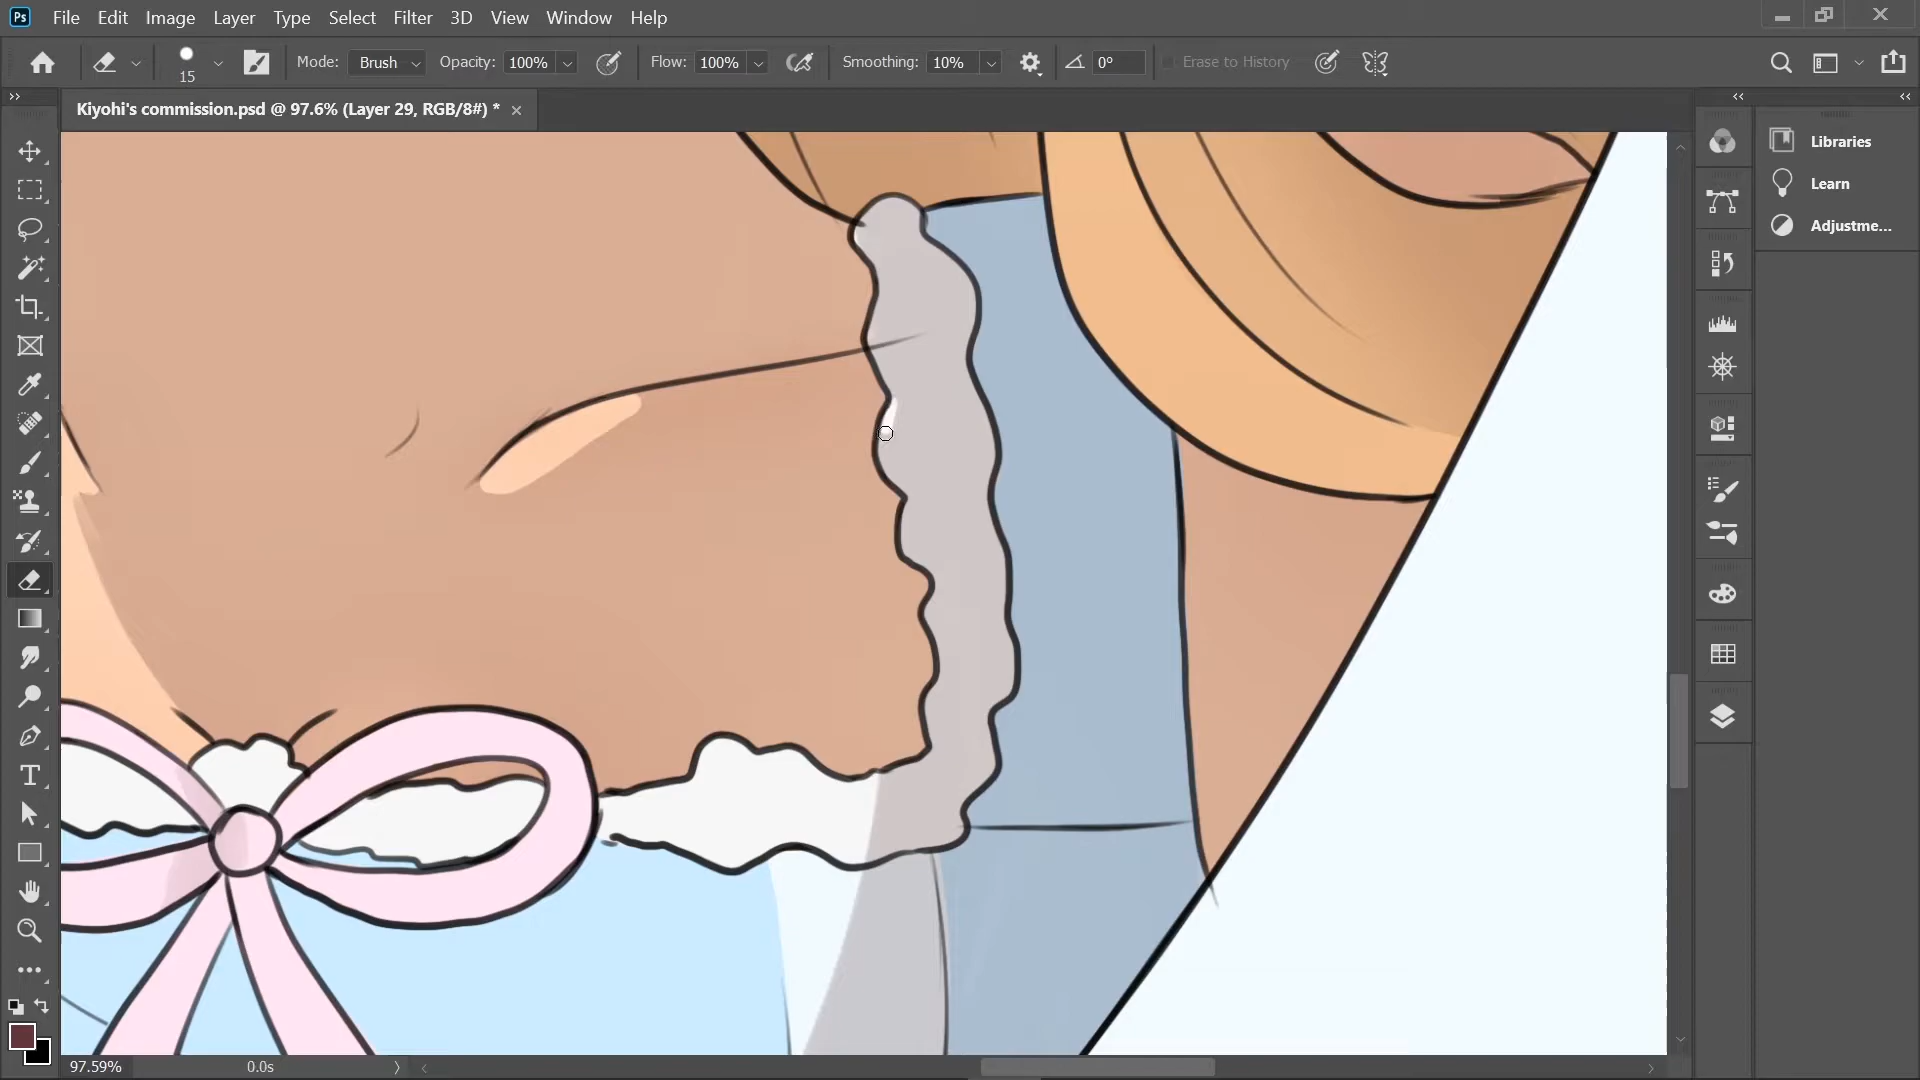 Ps File Edit Image Layer Type Select Filter 3D View Window Help
15 Mode: Brush Opacity: 100% Flow: 100% Smoothing: 10% 0° Erase to History
Kiyohi's commission.psd @ 97.6% (Layer 29, RGB/8#) *
Libraries
Learn
Adjustme...
T
97.59% 0.0s